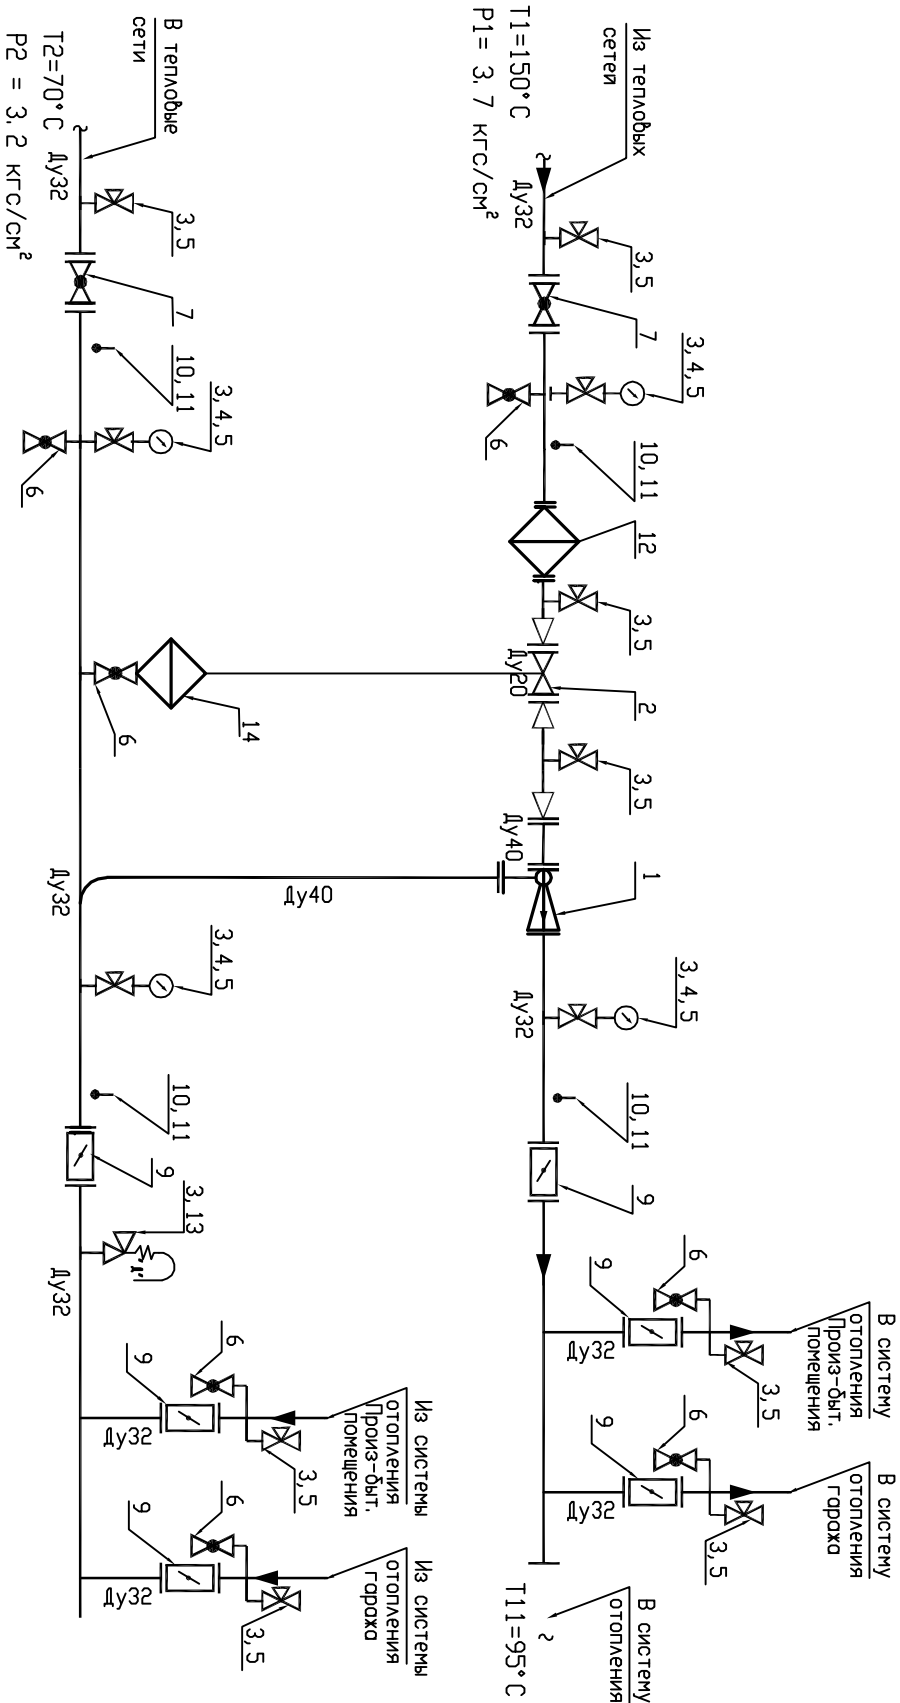 Из тепловых
сетей
T1=150°C
P1= 3,7 кгс/см²
Ду32
3,5
7
3,4,5
6
10,11
12
3,5
Ду20
2
3,5
Ду40
1
Ду32
3,4,5
10,11
9
6
9
В систему
отопления
Произ-быт.
помещения
3,5
Ду32
6
9
В систему
отопления
гаража
3,5
Ду32
В систему
отопления
T11=95°C
14
6
Ду40
В тепловые
сети
T2=70°C
P2 = 3,2 кгс/см²
Ду32
3,5
7
10,11
3,4,5
6
Ду32
3,4,5
10,11
9
3,13
Ду32
6
9
Из системы
отопления
Произ-быт.
помещения
3,5
Ду32
6
9
Из системы
отопления
гаража
3,5
Ду32